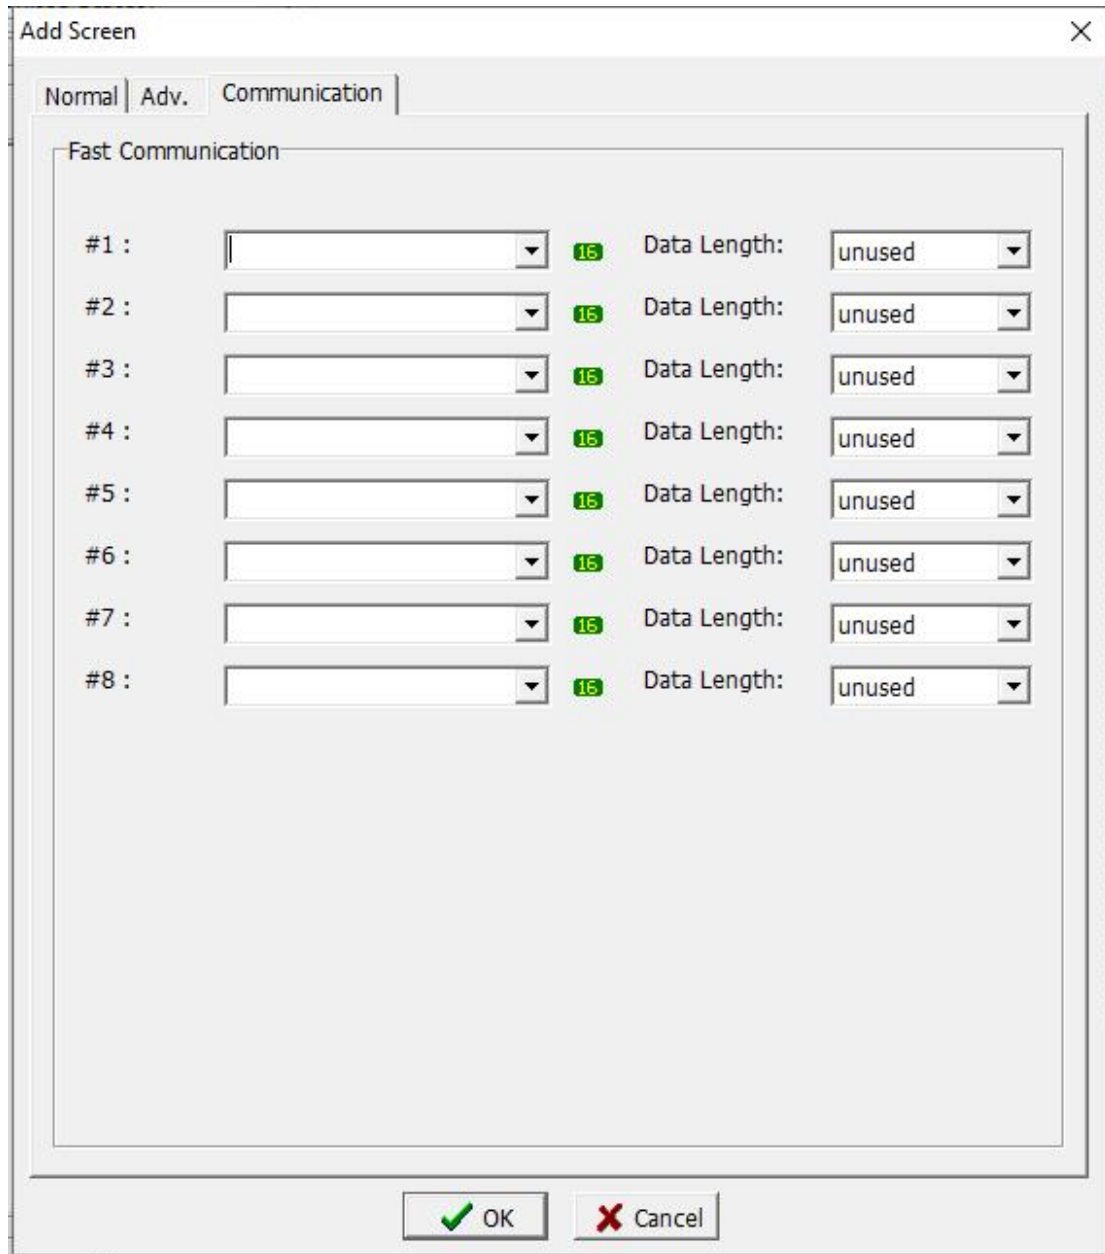 Add Screen
Normal Adv. Communication
Fast Communication
#1 : 16 Data Length: unused
#2 : 16 Data Length: unused
#3 : 16 Data Length: unused
#4 : 16 Data Length: unused
#5 : 16 Data Length: unused
#6 : 16 Data Length: unused
#7 : 16 Data Length: unused
#8 : 16 Data Length: unused
OK Cancel